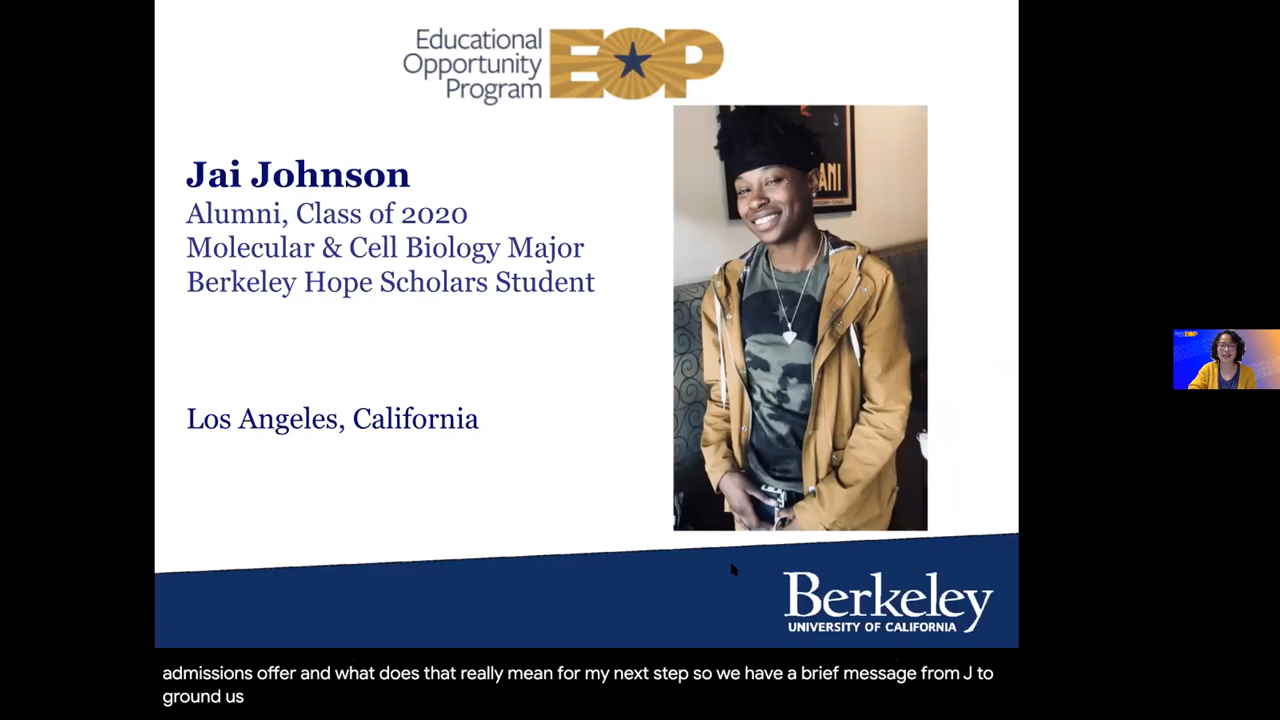 Educational
Opportunity
Program
EOP
Jai Johnson
Alumni, Class of 2020
Molecular & Cell Biology Major
Berkeley Hope Scholars Student
Los Angeles, California
ANI
EOP
Berkeley
UNIVERSITY OF CALIFORNIA
admissions offer and what does that really mean for my next step so we have a brief message from J to
ground us